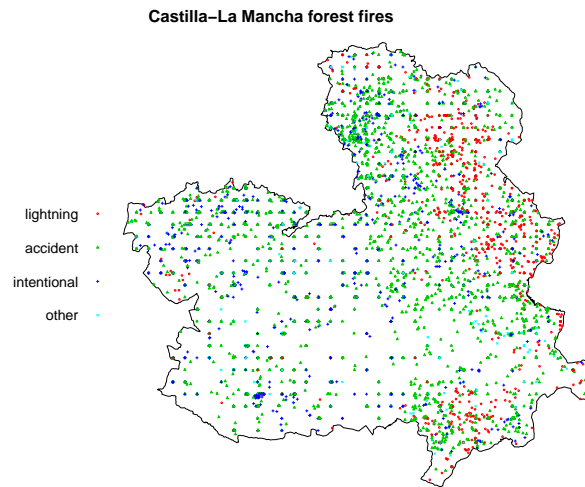 Castilla–La Mancha forest fires
lightning
accident
intentional
other